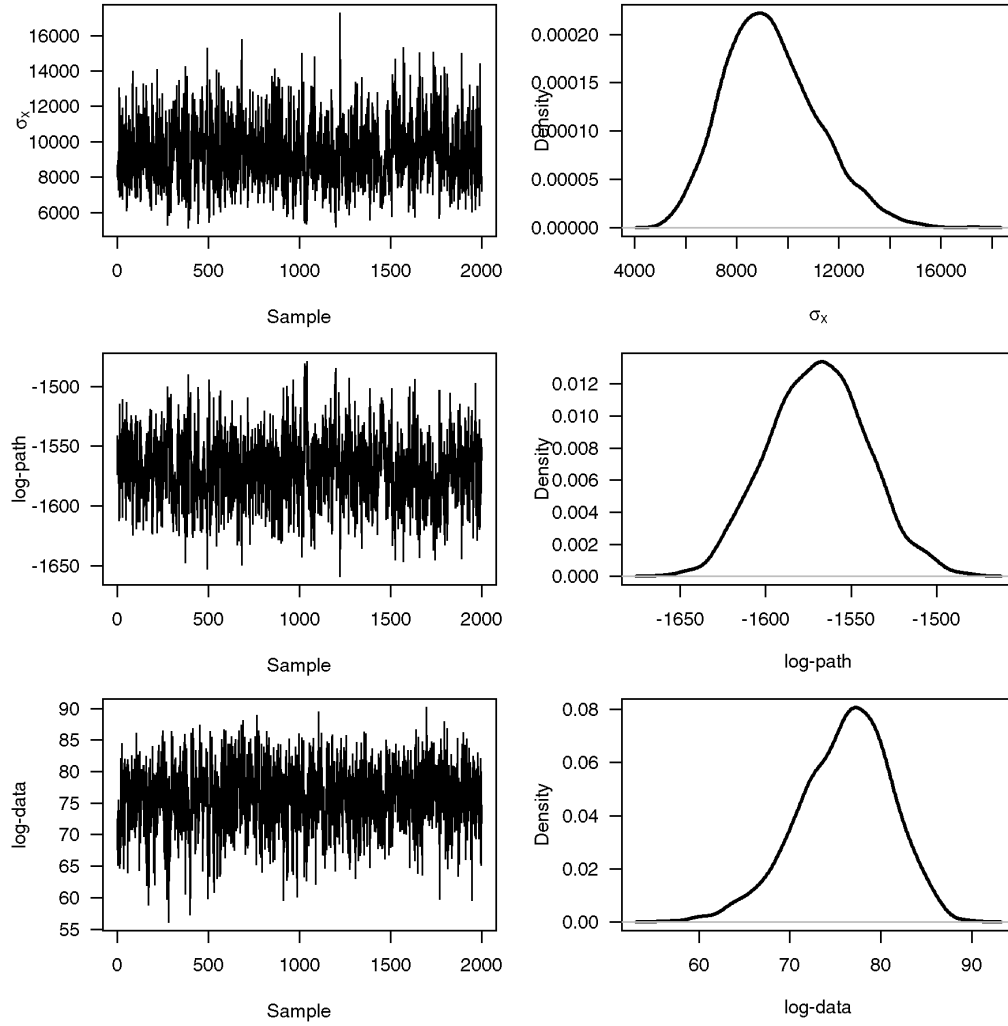 16000
14000
12000
10000
8000
6000
σx
0 500 1000 1500 2000
Sample
0.00020
0.00015
0.00010
0.00005
0.00000
Density
4000 8000 12000 16000
σx
-1500
-1550
-1600
-1650
log-path
0 500 1000 1500 2000
Sample
0.012
0.010
0.008
0.006
0.004
0.002
0.000
Density
-1650 -1600 -1550 -1500
log-path
90
85
80
75
70
65
60
55
log-data
0 500 1000 1500 2000
Sample
0.08
0.06
0.04
0.02
0.00
Density
60 70 80 90
log-data